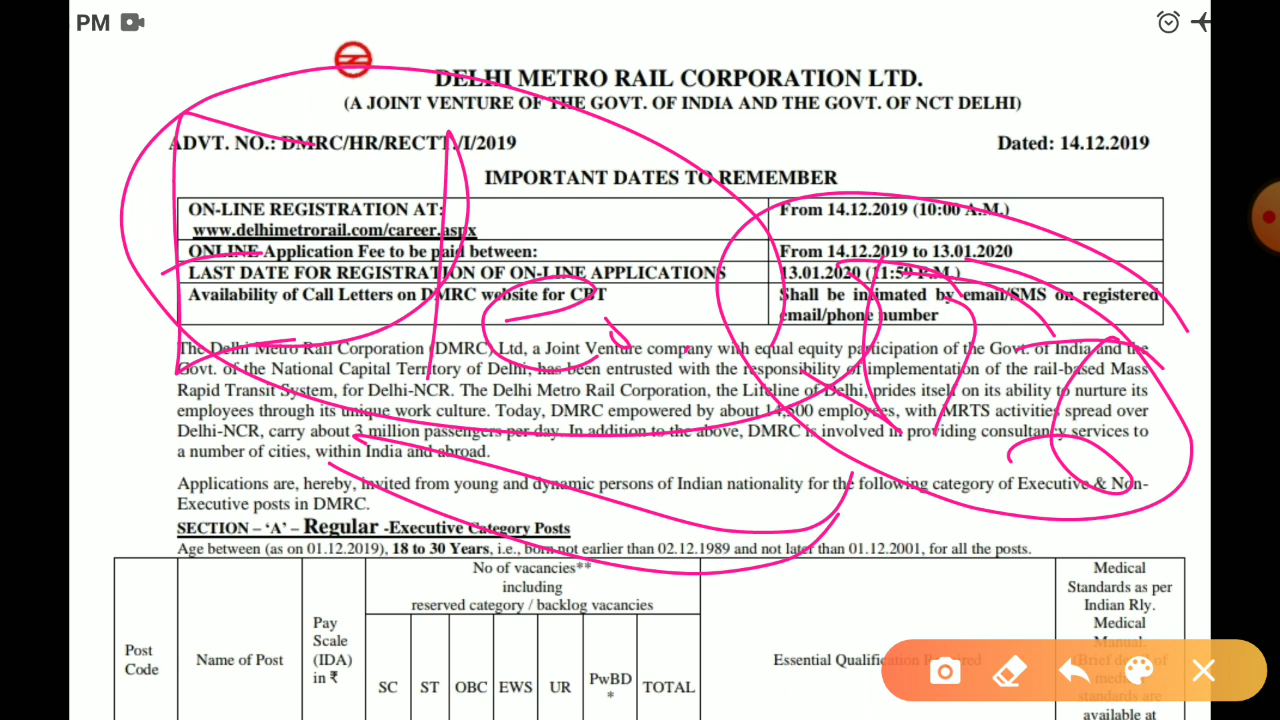 PM
DELHI METRO RAIL CORPORATION LTD.
(A JOINT VENTURE OF THE GOVT. OF INDIA AND THE GOVT. OF NCT DELHI)
ADVT. NO.: DMRC/HR/RECTT./I/2019 Dated: 14.12.2019
IMPORTANT DATES TO REMEMBER
ON-LINE REGISTRATION AT: From 14.12.2019 (10:00 A.M.)
www.delhimetrorail.com/career.aspx
ONLINE Application Fee to be paid between: From 14.12.2019 to 13.01.2020
LAST DATE FOR REGISTRATION OF ON-LINE APPLICATIONS 13.01.2020 (11:59 P.M.)
Availability of Call Letters on DMRC website for CBT Shall be intimated by email/SMS on registered
email/phone number
The Delhi Metro Rail Corporation (DMRC) Ltd, a Joint Venture company with equal equity participation of the Govt. of India and the
Govt. of the National Capital Territory of Delhi, has been entrusted with the responsibility of implementation of the rail-based Mass
Rapid Transit System, for Delhi-NCR. The Delhi Metro Rail Corporation, the Lifeline of Delhi, prides itself on its ability to nurture its
employees through its unique work culture. Today, DMRC empowered by about 14,500 employees, with MRTS activities spread over
Delhi-NCR, carry about 3 million passengers per day. In addition to the above, DMRC is involved in providing consultancy services to
a number of cities, within India and abroad.
Applications are, hereby, invited from young and dynamic persons of Indian nationality for the following category of Executive & Non-
Executive posts in DMRC.
SECTION – ‘A’ – Regular -Executive Category Posts
Age between (as on 01.12.2019), 18 to 30 Years, i.e., born not earlier than 02.12.1989 and not later than 01.12.2001, for all the posts.
Post
Code
Name of Post
Pay
Scale
(IDA)
in ₹
No of vacancies**
including
reserved category / backlog vacancies
SC ST OBC EWS UR PwBD
*
TOTAL
Essential Qualification Required
Medical
Standards as per
Indian Rly.
Medical
Manual.
(Brief detail of
medical
standards are
available at